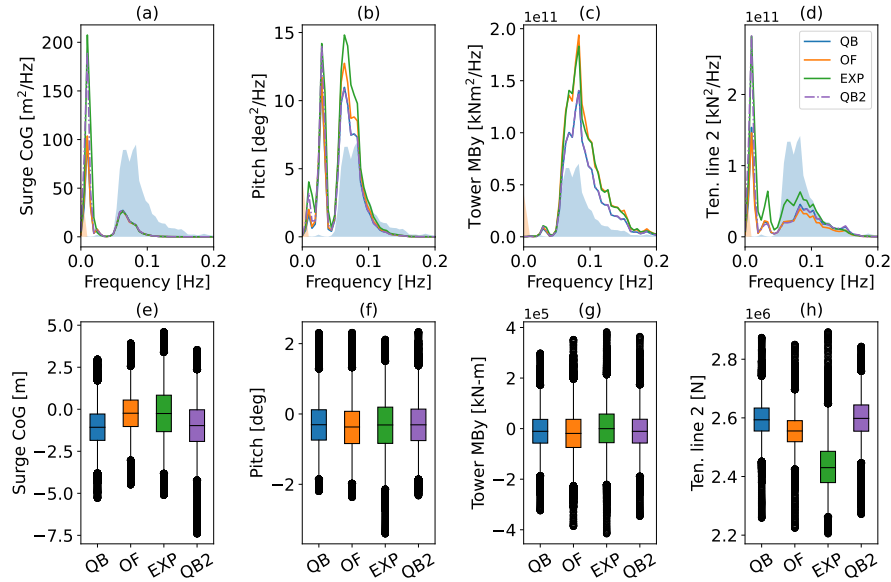 (a)
(b)
(c)
(d)
Surge CoG [m²/Hz]
200
150
100
50
0
0.0
0.1
0.2
Frequency [Hz]
Pitch [deg²/Hz]
15
10
5
0
0.0
0.1
0.2
Frequency [Hz]
1e11
Tower MBy [kNm²/Hz]
2.0
1.5
1.0
0.5
0.0
0.0
0.1
0.2
Frequency [Hz]
1e11
Ten. line 2 [kN²/Hz]
2
1
0
0.0
0.1
0.2
Frequency [Hz]
QB
OF
EXP
QB2
(e)
(f)
(g)
(h)
Surge CoG [m]
5.0
2.5
0.0
−2.5
−5.0
−7.5
QB
OF
EXP
QB2
Pitch [deg]
2
0
−2
QB
OF
EXP
QB2
1e5
Tower MBy [kN-m]
4
2
0
−2
−4
QB
OF
EXP
QB2
1e6
Ten. line 2 [N]
2.8
2.6
2.4
2.2
QB
OF
EXP
QB2